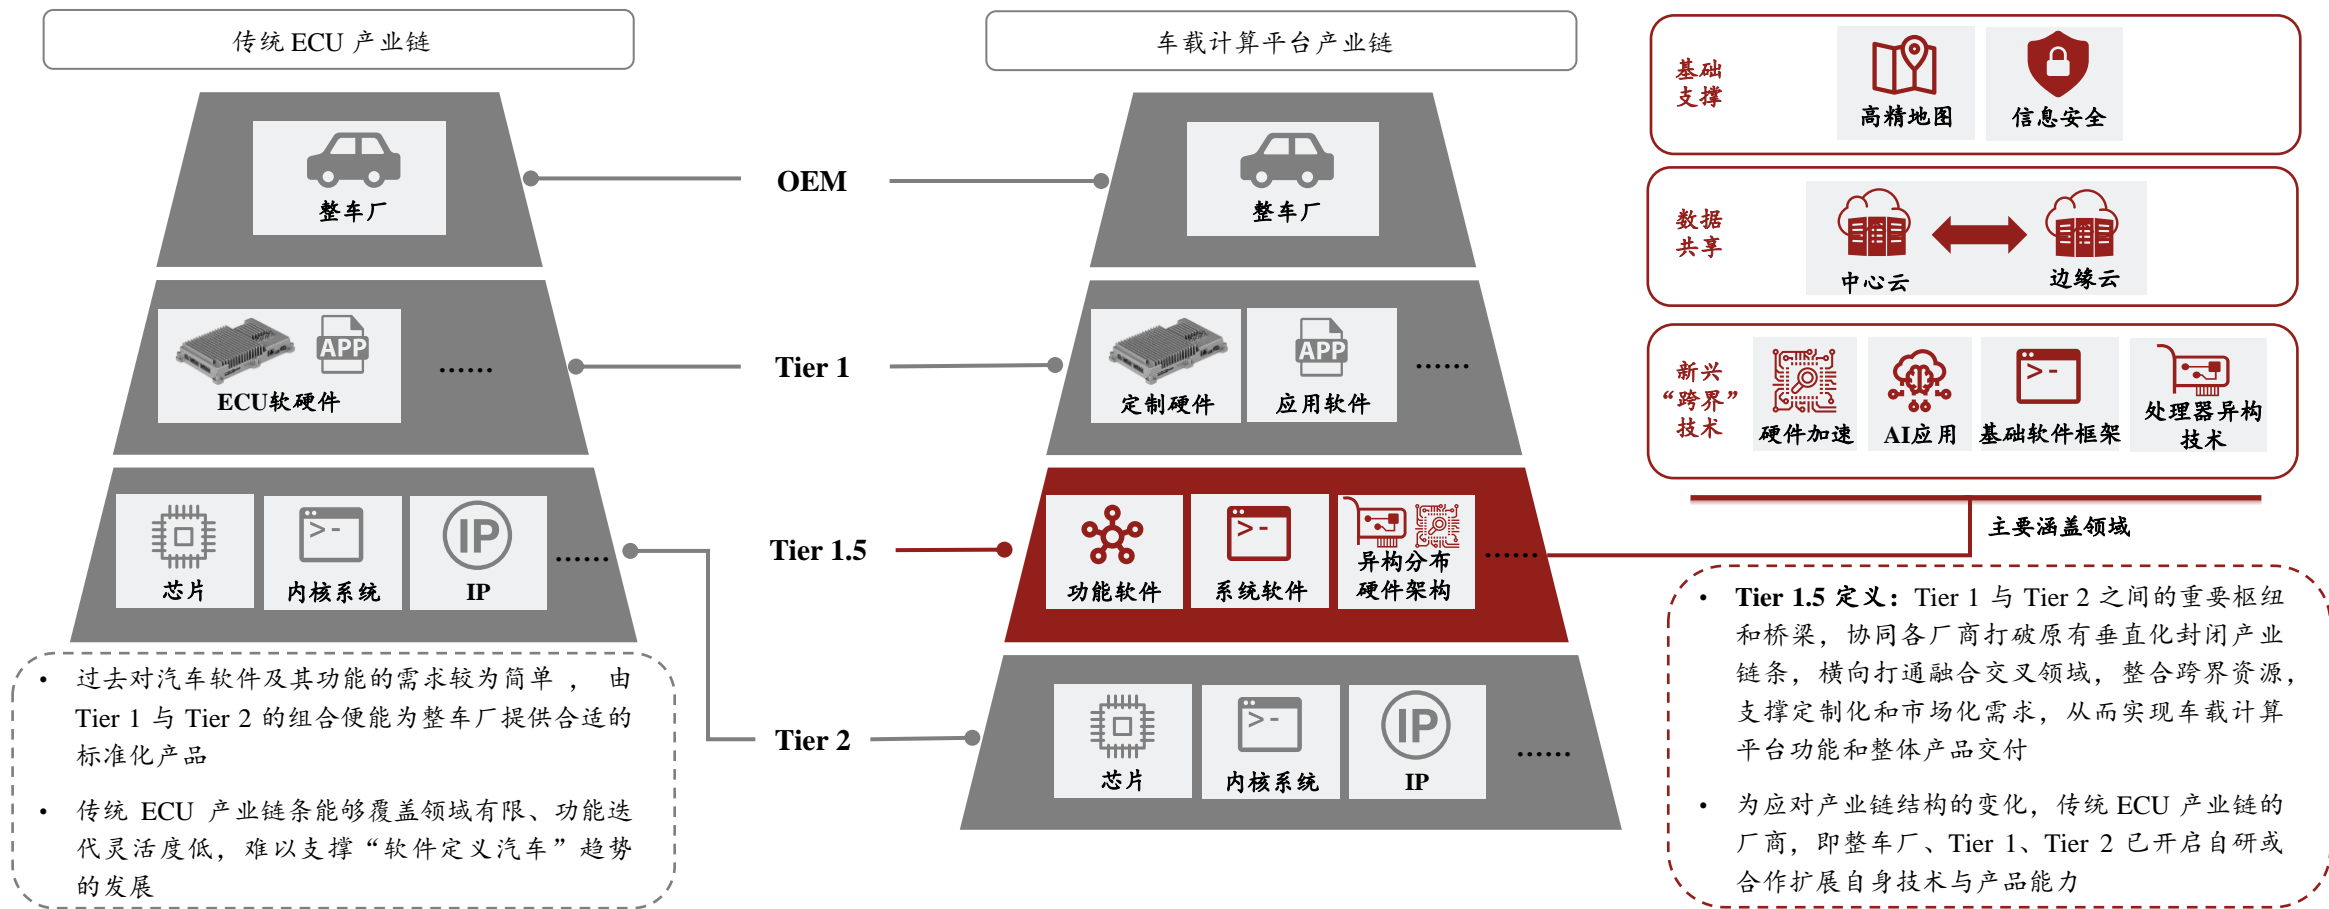 传统 ECU 产业链
整车厂
APP
ECU软硬件
……
芯片
>-
内核系统
IP
IP
……
过去对汽车软件及其功能的需求较为简单 ， 由
Tier 1 与 Tier 2 的组合便能为整车厂提供合适的
标准化产品
传统 ECU 产业链条能够覆盖领域有限、功能迭
代灵活度低，难以支撑“软件定义汽车”趋势
的发展
OEM
Tier 1
Tier 1.5
Tier 2
车载计算平台产业链
整车厂
定制硬件
APP
应用软件
……
功能软件
>-
系统软件
异构分布
硬件架构
……
芯片
>-
内核系统
IP
IP
……
基础
支撑
高精地图
信息安全
数据
共享
中心云
边缘云
新兴
“跨界”
技术
硬件加速
AI应用
>-
基础软件框架
处理器异构
技术
主要涵盖领域
• Tier 1.5 定义：Tier 1 与 Tier 2 之间的重要枢纽
和桥梁，协同各厂商打破原有垂直化封闭产业
链条，横向打通融合交叉领域，整合跨界资源，
支撑定制化和市场化需求，从而实现车载计算
平台功能和整体产品交付
• 为应对产业链结构的变化，传统 ECU 产业链的
厂商，即整车厂、Tier 1、Tier 2 已开启自研或
合作扩展自身技术与产品能力